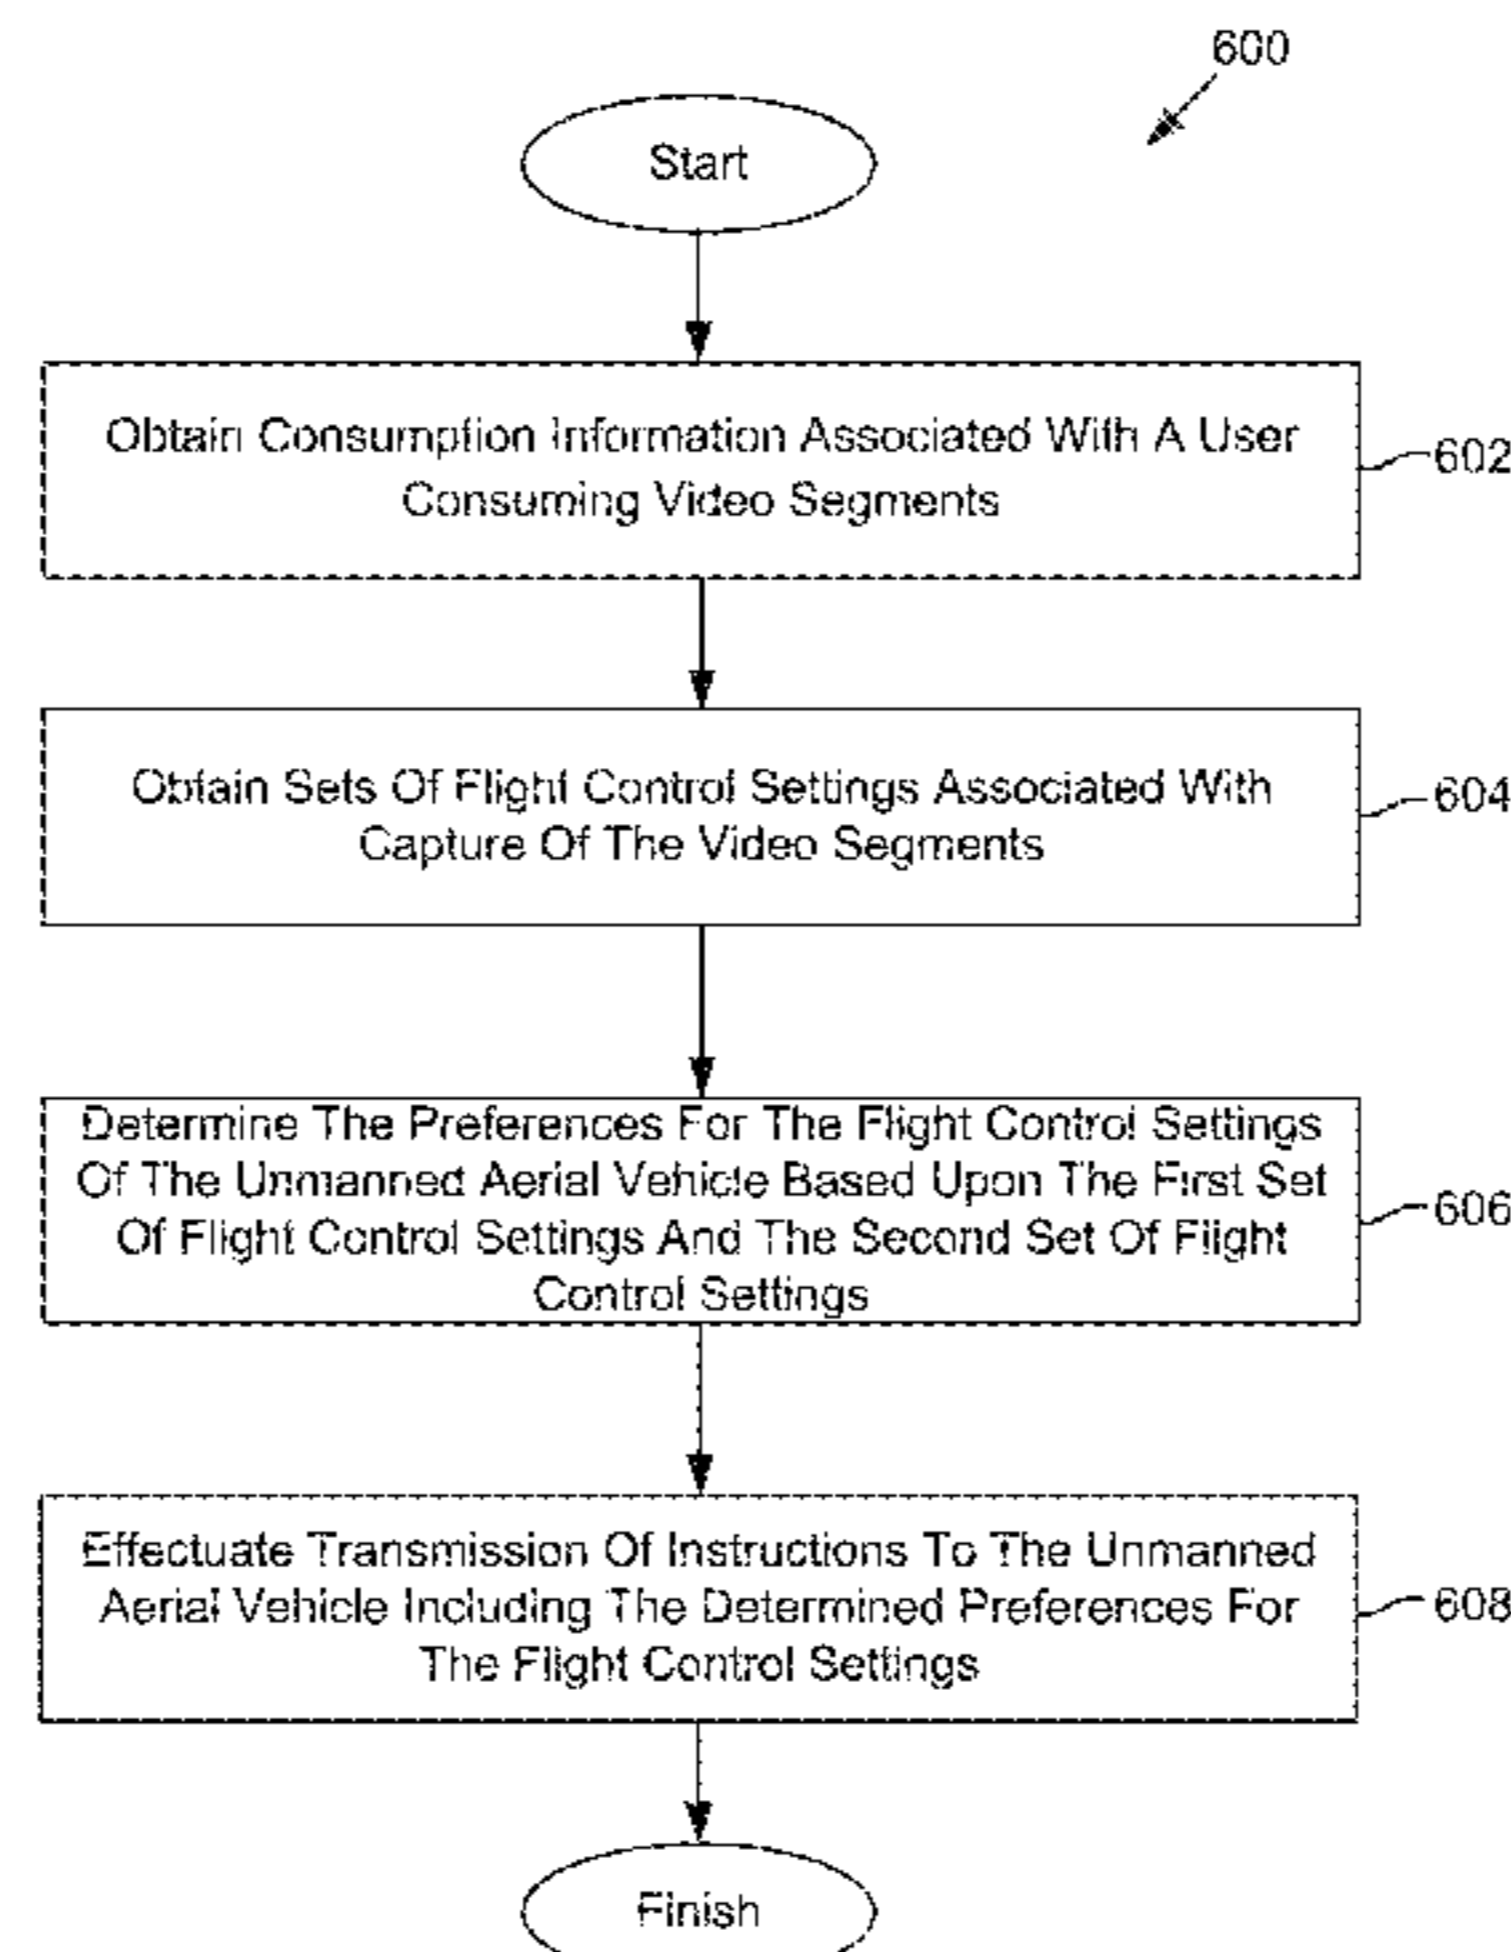 600
Start
Obtain Consumption Information Associated With A User
Consuming Video Segments
602
Obtain Sets Of Flight Control Settings Associated With
Capture Of The Video Segments
604
Determine The Preferences For The Flight Control Settings
Of The Unmanned Aerial Vehicle Based Upon The First Set
Of Flight Control Settings And The Second Set Of Flight
Control Settings
606
Effectuate Transmission Of Instructions To The Unmanned
Aerial Vehicle Including The Determined Preferences For
The Flight Control Settings
608
Finish